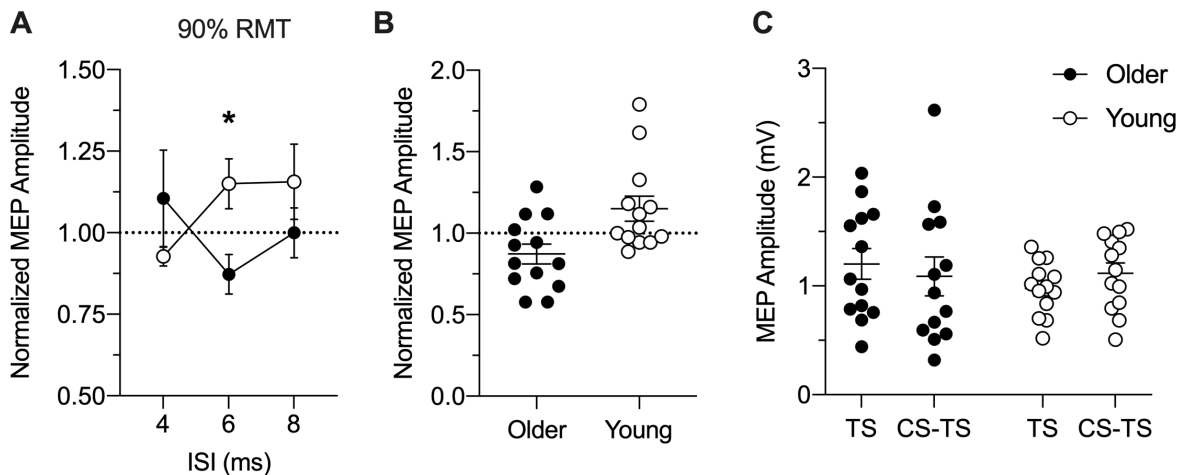 A
90% RMT
Normalized MEP Amplitude
1.50
1.25
1.00
0.75
0.50
*
4 6 8
ISI (ms)
B
Normalized MEP Amplitude
2.0
1.5
1.0
0.5
0.0
Older Young
C
MEP Amplitude (mV)
3
2
1
0
Older
Young
TS CS-TS TS CS-TS